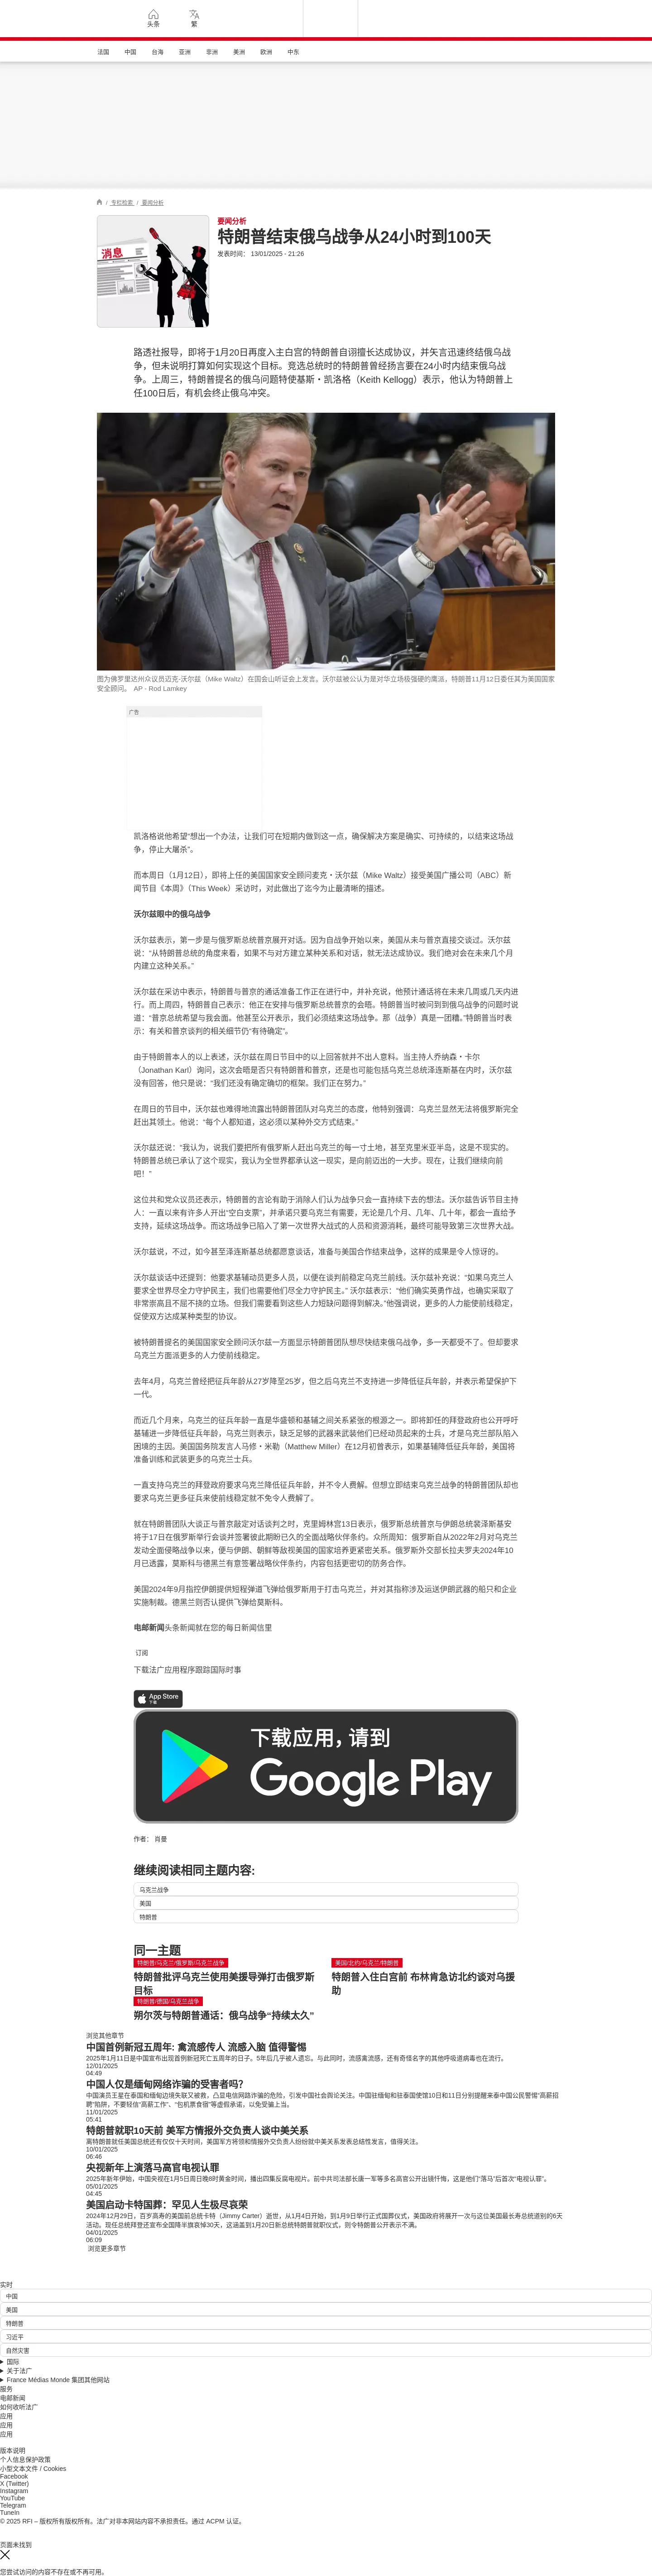 头条
繁
法国
中国
台海
亚洲
非洲
美洲
欧洲
中东
/ 专栏检索 / 要闻分析
消息
要闻分析
特朗普结束俄乌战争从24小时到100天
发表时间： 13/01/2025 - 21:26
路透社报导，即将于1月20日再度入主白宫的特朗普自诩擅长达成协议，并矢言迅速终结俄乌战
争，但未说明打算如何实现这个目标。竞选总统时的特朗普曾经扬言要在24小时内结束俄乌战
争。上周三，特朗普提名的俄乌问题特使基斯・凯洛格（Keith Kellogg）表示，他认为特朗普上
任100日后，有机会终止俄乌冲突。
图为佛罗里达州众议员迈克-沃尔兹（Mike Waltz）在国会山听证会上发言。沃尔兹被公认为是对华立场极强硬的鹰派，特朗普11月12日委任其为美国国家
安全顾问。 AP - Rod Lamkey
广告
凯洛格说他希望“想出一个办法，让我们可在短期内做到这一点，确保解决方案是确实、可持续的，以结束这场战
争，停止大屠杀”。
而本周日（1月12日），即将上任的美国国家安全顾问麦克・沃尔兹（Mike Waltz）接受美国广播公司（ABC）新
闻节目《本周》（This Week）采访时，对此做出了迄今为止最清晰的描述。
沃尔兹眼中的俄乌战争
沃尔兹表示，第一步是与俄罗斯总统普京展开对话。因为自战争开始以来，美国从未与普京直接交谈过。沃尔兹
说：“从特朗普总统的角度来看，如果不与对方建立某种关系和对话，就无法达成协议。我们绝对会在未来几个月
内建立这种关系。”
沃尔兹在采访中表示，特朗普与普京的通话准备工作正在进行中，并补充说，他预计通话将在未来几周或几天内进
行。而上周四，特朗普自己表示：他正在安排与俄罗斯总统普京的会晤。特朗普当时被问到到俄乌战争的问题时说
道：“普京总统希望与我会面。他甚至公开表示，我们必须结束这场战争。那（战争）真是一团糟。”特朗普当时表
示：有关和普京谈判的相关细节仍“有待确定”。
由于特朗普本人的以上表述，沃尔兹在周日节目中的以上回答就并不出人意料。当主持人乔纳森・卡尔
（Jonathan Karl）询问，这次会晤是否只有特朗普和普京，还是也可能包括乌克兰总统泽连斯基在内时，沃尔兹
没有回答，他只是说：“我们还没有确定确切的框架。我们正在努力。”
在周日的节目中，沃尔兹也难得地流露出特朗普团队对乌克兰的态度，他特别强调：乌克兰显然无法将俄罗斯完全
赶出其领土。他说：“每个人都知道，这必须以某种外交方式结束。”
沃尔兹还说：“我认为，说我们要把所有俄罗斯人赶出乌克兰的每一寸土地，甚至克里米亚半岛，这是不现实的。
特朗普总统已承认了这个现实，我认为全世界都承认这一现实，是向前迈出的一大步。现在，让我们继续向前
吧！”
这位共和党众议员还表示，特朗普的言论有助于消除人们认为战争只会一直持续下去的想法。沃尔兹告诉节目主持
人：一直以来有许多人开出“空白支票”，并承诺只要乌克兰有需要，无论是几个月、几年、几十年，都会一直给予
支持，延续这场战争。而这场战争已陷入了第一次世界大战式的人员和资源消耗，最终可能导致第三次世界大战。
沃尔兹说，不过，如今甚至泽连斯基总统都愿意谈话，准备与美国合作结束战争，这样的成果是令人惊讶的。
沃尔兹谈话中还提到：他要求基辅动员更多人员，以便在谈判前稳定乌克兰前线。沃尔兹补充说：“如果乌克兰人
要求全世界尽全力守护民主，我们也需要他们尽全力守护民主。” 沃尔兹表示：“他们确实英勇作战，也确实采取了
非常崇高且不屈不挠的立场。但我们需要看到这些人力短缺问题得到解决。”他强调说，更多的人力能使前线稳定，
促使双方达成某种类型的协议。
被特朗普提名的美国国家安全顾问沃尔兹一方面显示特朗普团队想尽快结束俄乌战争，多一天都受不了。但却要求
乌克兰方面派更多的人力使前线稳定。
去年4月，乌克兰曾经把征兵年龄从27岁降至25岁，但之后乌克兰不支持进一步降低征兵年龄，并表示希望保护下
一代。
而近几个月来，乌克兰的征兵年龄一直是华盛顿和基辅之间关系紧张的根源之一。即将卸任的拜登政府也公开呼吁
基辅进一步降低征兵年龄，乌克兰则表示，缺乏足够的武器来武装他们已经动员起来的士兵，才是乌克兰部队陷入
困境的主因。美国国务院发言人马修・米勒（Matthew Miller）在12月初曾表示，如果基辅降低征兵年龄，美国将
准备训练和武装更多的乌克兰士兵。
一直支持乌克兰的拜登政府要求乌克兰降低征兵年龄，并不令人费解。但想立即结束乌克兰战争的特朗普团队却也
要求乌克兰更多征兵来使前线稳定就不免令人费解了。
就在特朗普团队大谈正与普京敲定对话谈判之时，克里姆林宫13日表示，俄罗斯总统普京与伊朗总统裴泽斯基安
将于17日在俄罗斯举行会谈并签署彼此期盼已久的全面战略伙伴条约。众所周知：俄罗斯自从2022年2月对乌克兰
发动全面侵略战争以来，便与伊朗、朝鲜等敌视美国的国家培养更紧密关系。俄罗斯外交部长拉夫罗夫2024年10
月已透露，莫斯科与德黑兰有意签署战略伙伴条约，内容包括更密切的防务合作。
美国2024年9月指控伊朗提供短程弹道飞弹给俄罗斯用于打击乌克兰，并对其指称涉及运送伊朗武器的船只和企业
实施制裁。德黑兰则否认提供飞弹给莫斯科。
电邮新闻头条新闻就在您的每日新闻信里
订阅
下载法广应用程序跟踪国际时事
App Store
下载
下载应用，请到
Google Play
作者： 肖曼
继续阅读相同主题内容:
乌克兰战争
美国
特朗普
同一主题
特朗普/乌克兰/俄罗斯/乌克兰战争
特朗普批评乌克兰使用美援导弹打击俄罗斯
目标
美国/北约/乌克兰/特朗普
特朗普入住白宫前 布林肯急访北约谈对乌援
助
特朗普/德国/乌克兰战争
朔尔茨与特朗普通话：俄乌战争“持续太久”
浏览其他章节
中国首例新冠五周年: 禽流感传人 流感入脑 值得警惕
2025年1月11日是中国宣布出现首例新冠死亡五周年的日子。5年后几乎被人遗忘。与此同时，流感禽流感，还有奇怪名字的其他呼吸道病毒也在流行。
12/01/2025
04:49
中国人仅是缅甸网络诈骗的受害者吗？
中国演员王星在泰国和缅甸边境失联又被救，凸显电信网路诈骗的危险，引发中国社会舆论关注。中国驻缅甸和驻泰国使馆10日和11日分别提醒来泰中国公民警惕“高薪招
聘”陷阱，不要轻信“高薪工作”、“包机票食宿”等虚假承诺，以免受骗上当。
11/01/2025
05:41
特朗普就职10天前 美军方情报外交负责人谈中美关系
离特朗普就任美国总统还有仅仅十天时间，美国军方将领和情报外交负责人纷纷就中美关系发表总结性发言，值得关注。
10/01/2025
06:46
央视新年上演落马高官电视认罪
2025年新年伊始，中国央视在1月5日周日晚8时黄金时间，播出四集反腐电视片。前中共司法部长唐一军等多名高官公开出镜忏悔，这是他们“落马”后首次“电视认罪”。
05/01/2025
04:45
美国启动卡特国葬：罕见人生极尽哀荣
2024年12月29日，百岁高寿的美国前总统卡特（Jimmy Carter）逝世，从1月4日开始，到1月9日举行正式国葬仪式，美国政府将展开一次与这位美国最长寿总统道别的6天
活动。现任总统拜登还宣布全国降半旗哀悼30天，这涵盖到1月20日新总统特朗普就职仪式，则令特朗普公开表示不满。
04/01/2025
06:09
浏览更多章节
实时
中国
美国
特朗普
习近平
自然灾害
国际
关于法广
France Médias Monde 集团其他网站
服务
电邮新闻
如何收听法广
应用
应用
应用
版本说明
个人信息保护政策
小型文本文件 / Cookies
Facebook
X (Twitter)
Instagram
YouTube
Telegram
TuneIn
© 2025 RFI – 版权所有版权所有。法广对非本网站内容不承担责任。通过 ACPM 认证。
页面未找到
您尝试访问的内容不存在或不再可用。